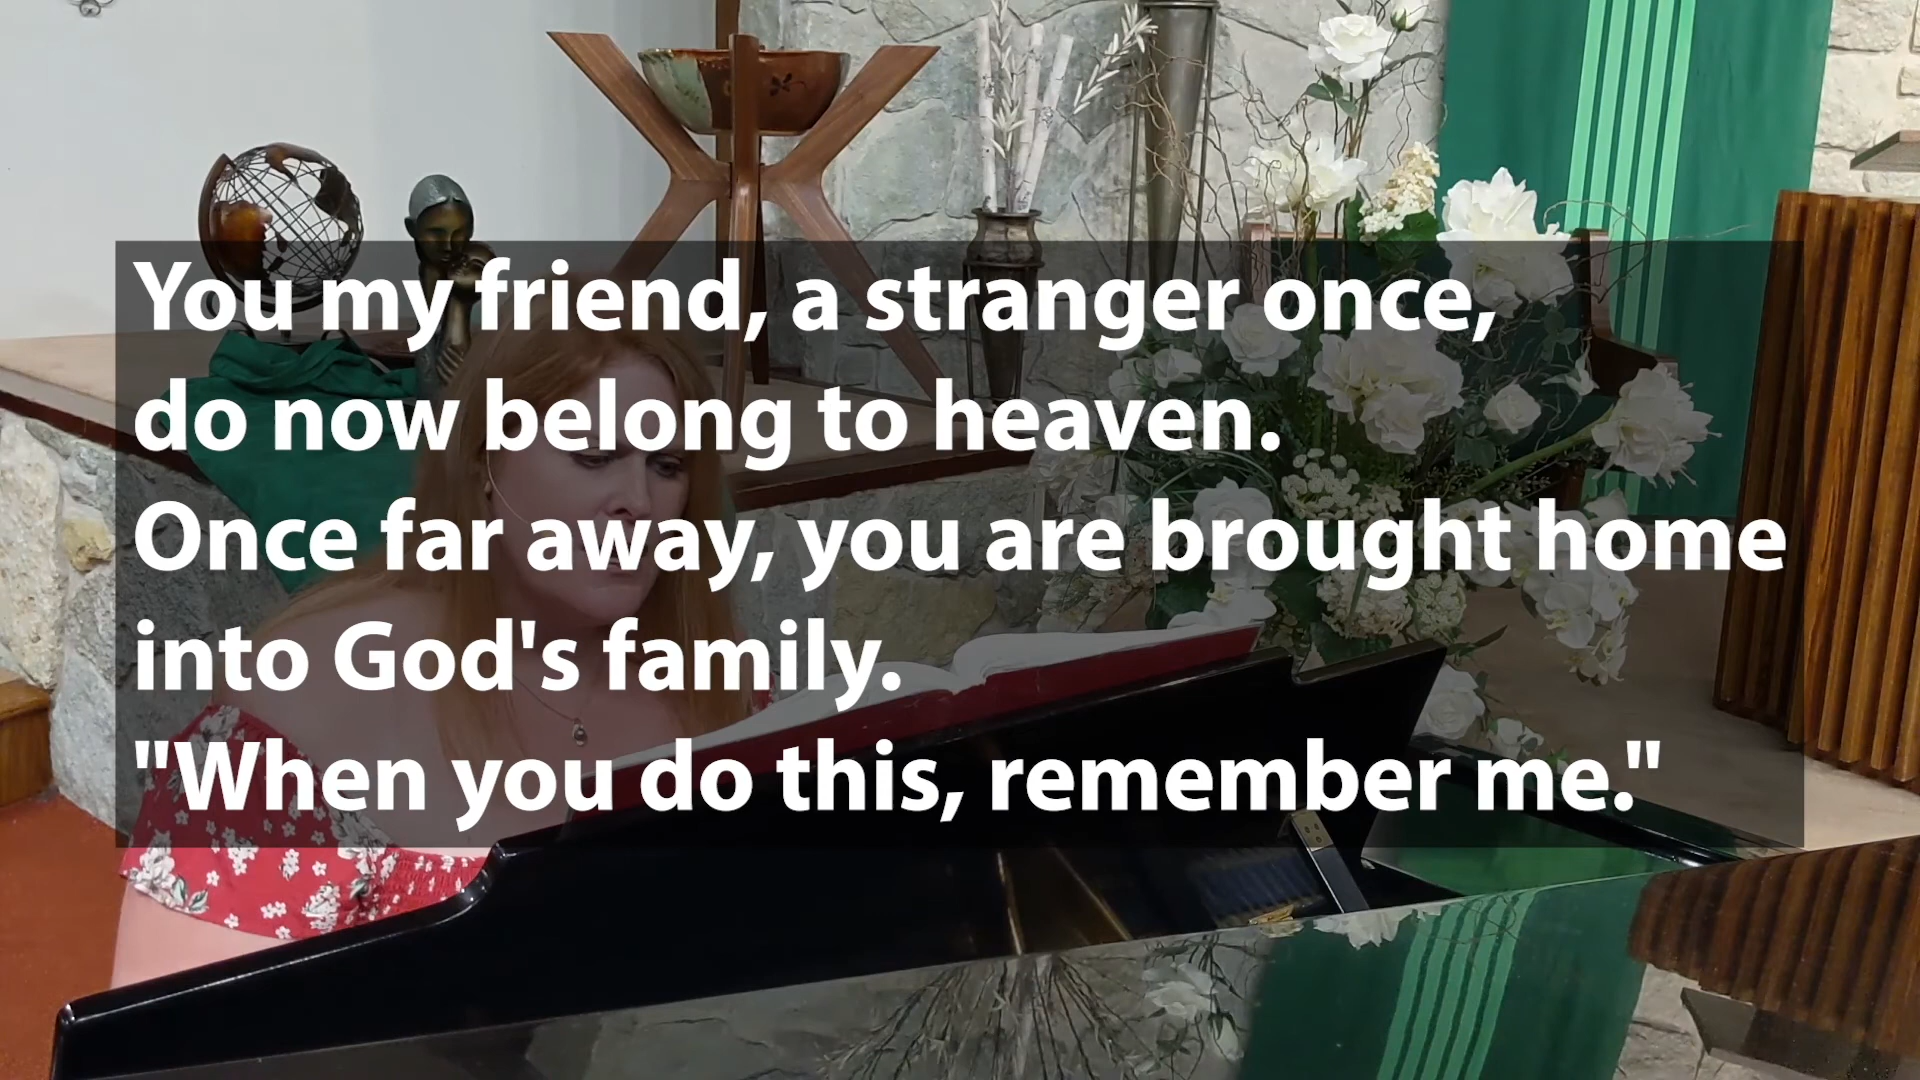 You my friend, a stranger once,
do now belong to heaven.
Once far away, you are brought home
into God's family.
"When you do this, remember me."